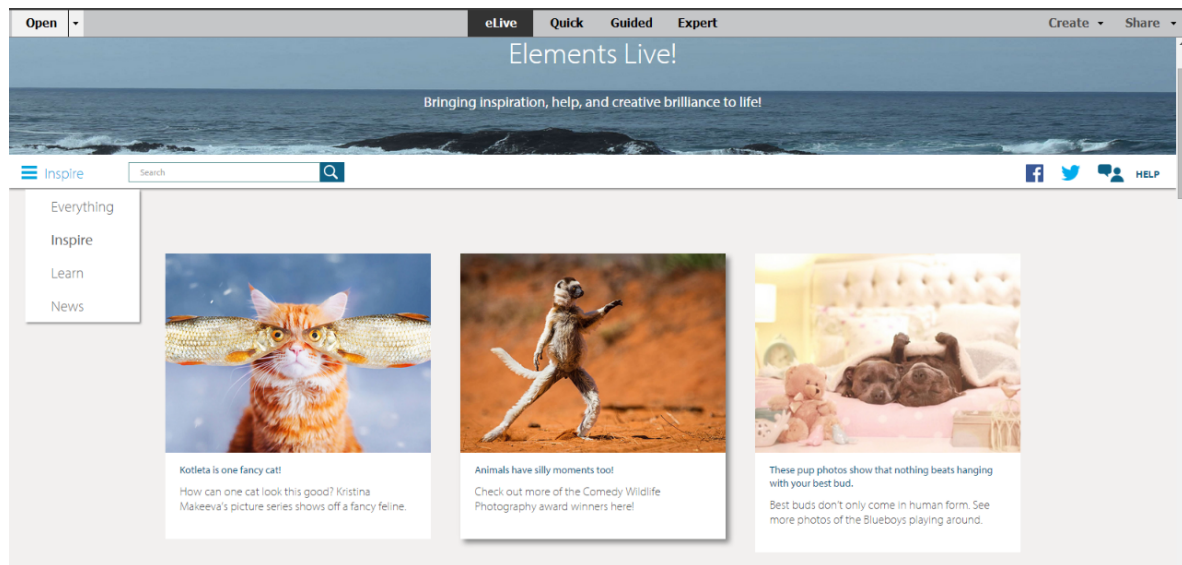 Open eLive Quick Guided Expert Create Share
Elements Live!
Bringing inspiration, help, and creative brilliance to life!
Inspire Search HELP
Everything
Inspire
Learn
News
Kotleta is one fancy cat!
How can one cat look this good? Kristina
Makeeva's picture series shows off a fancy feline.
Animals have silly moments too!
Check out more of the Comedy Wildlife
Photography award winners here!
These pup photos show that nothing beats hanging
with your best bud.
Best buds don't only come in human form. See
more photos of the Blueboys playing around.